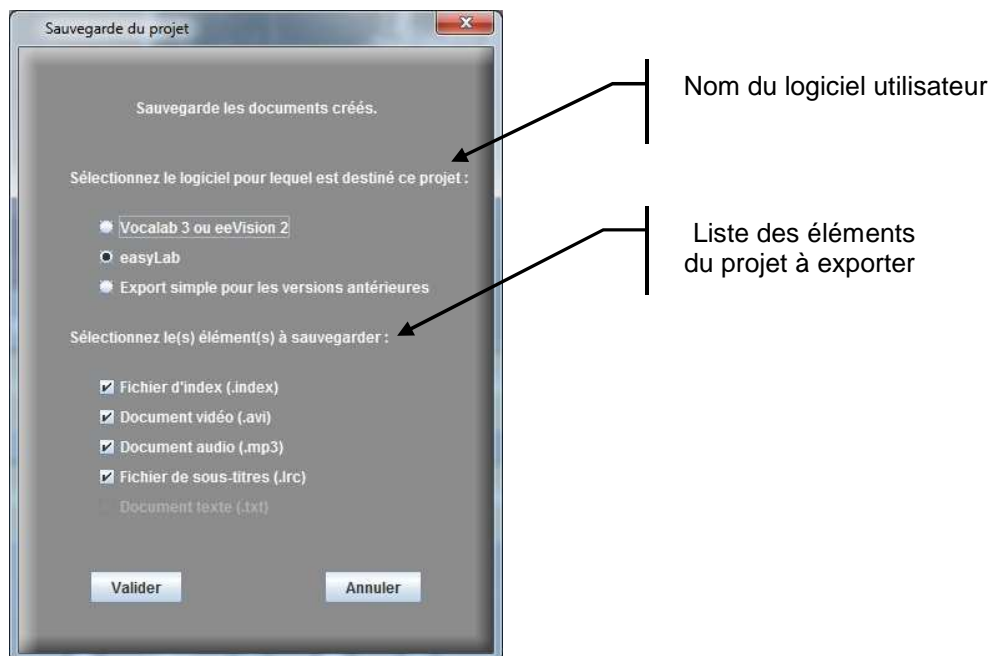 Sauvegarde du projet
Sauvegarde les documents créés.
Sélectionnez le logiciel pour lequel est destiné ce projet :
Vocalab 3 ou eeVision 2
easyLab
Export simple pour les versions antérieures
Sélectionnez le(s) élément(s) à sauvegarder :
Fichier d'index (.index)
Document vidéo (.avi)
Document audio (.mp3)
Fichier de sous-titres (.lrc)
Document texte (.txt)
Valider
Annuler
Nom du logiciel utilisateur
Liste des éléments
du projet à exporter